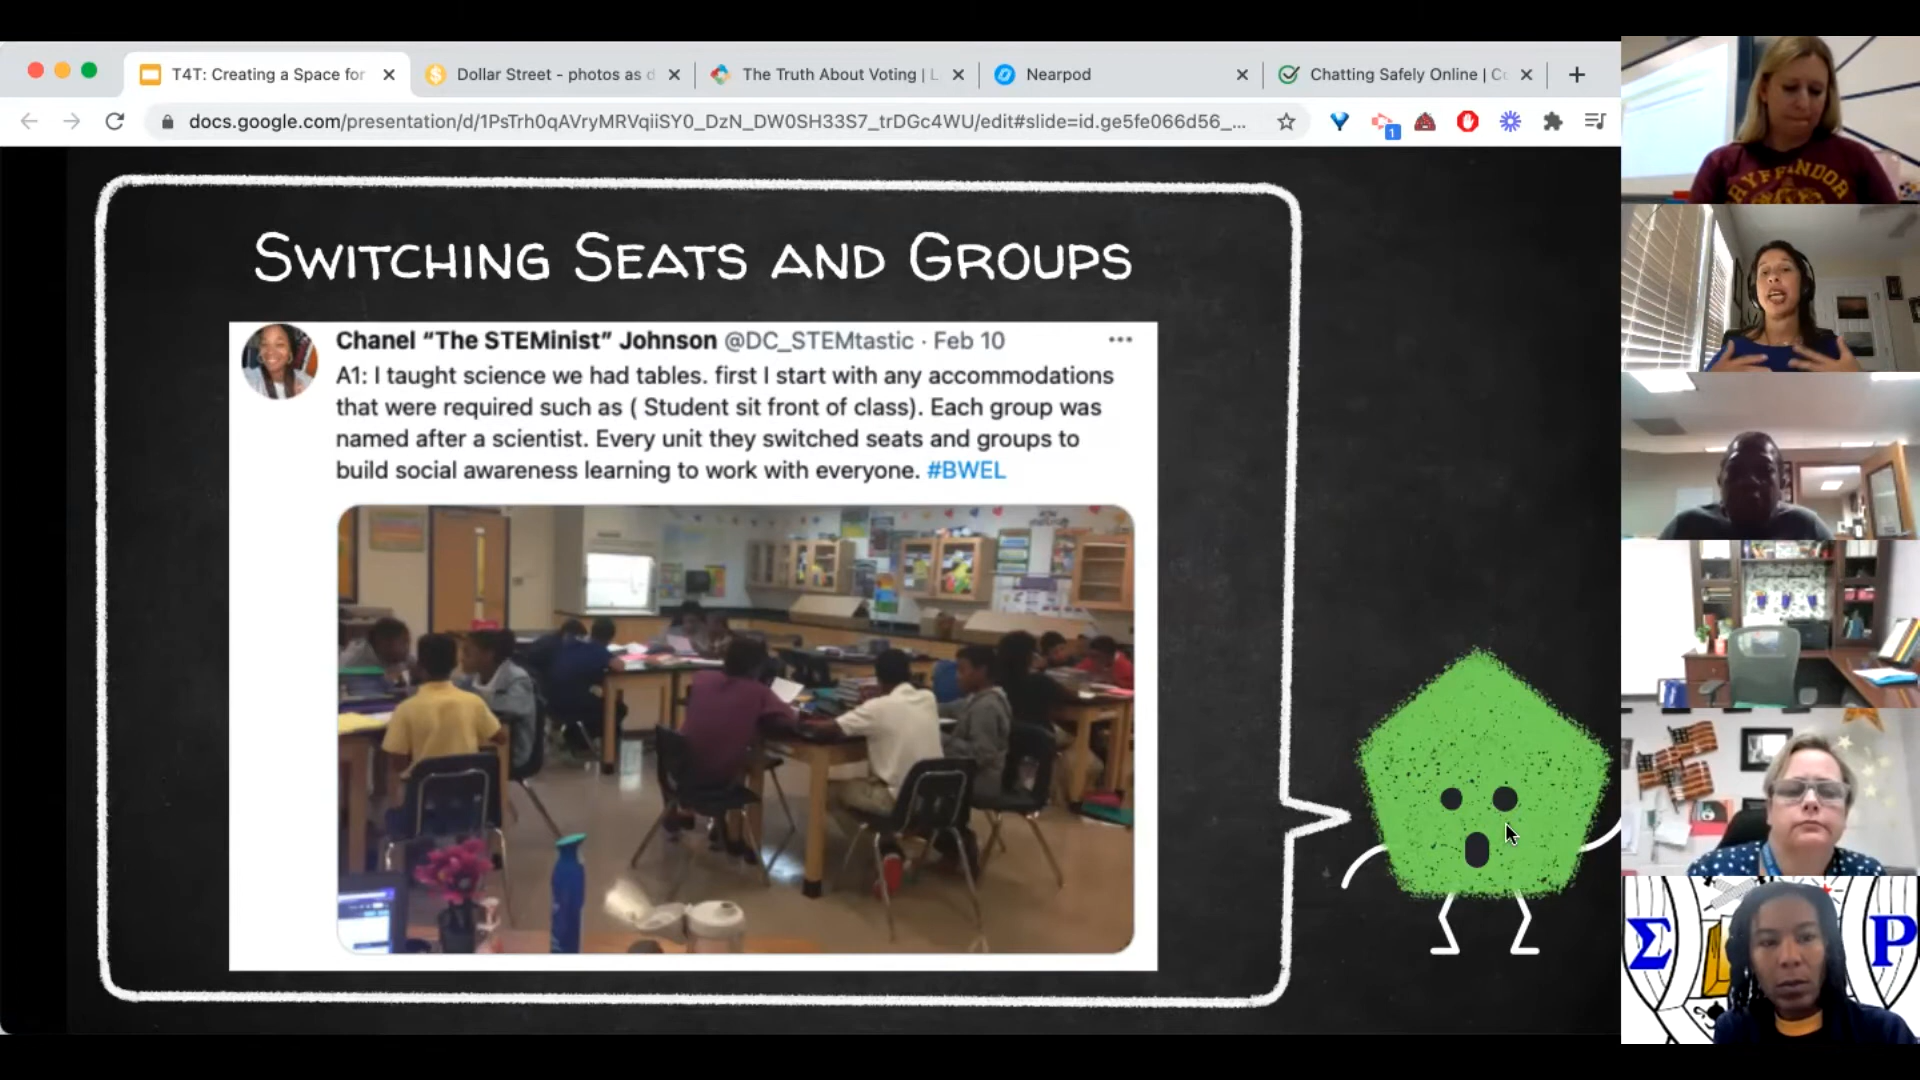 T4T: Creating a Space for
Dollar Street - photos as d
The Truth About Voting | L
Nearpod
Chatting Safely Online | Co
docs.google.com/presentation/d/1PsTrh0qAVryMRVqiiSY0_DzN_DW0SH33S7_trDGc4WU/edit#slide=id.ge5fe066d56_...
1
SWITCHING SEATS AND GROUPS
Chanel “The STEMinist” Johnson @DC_STEMtastic · Feb 10
A1: I taught science we had tables. first I start with any accommodations
that were required such as ( Student sit front of class). Each group was
named after a scientist. Every unit they switched seats and groups to
build social awareness learning to work with everyone. #BWEL
GRYFFINDOR
Σ Ρ